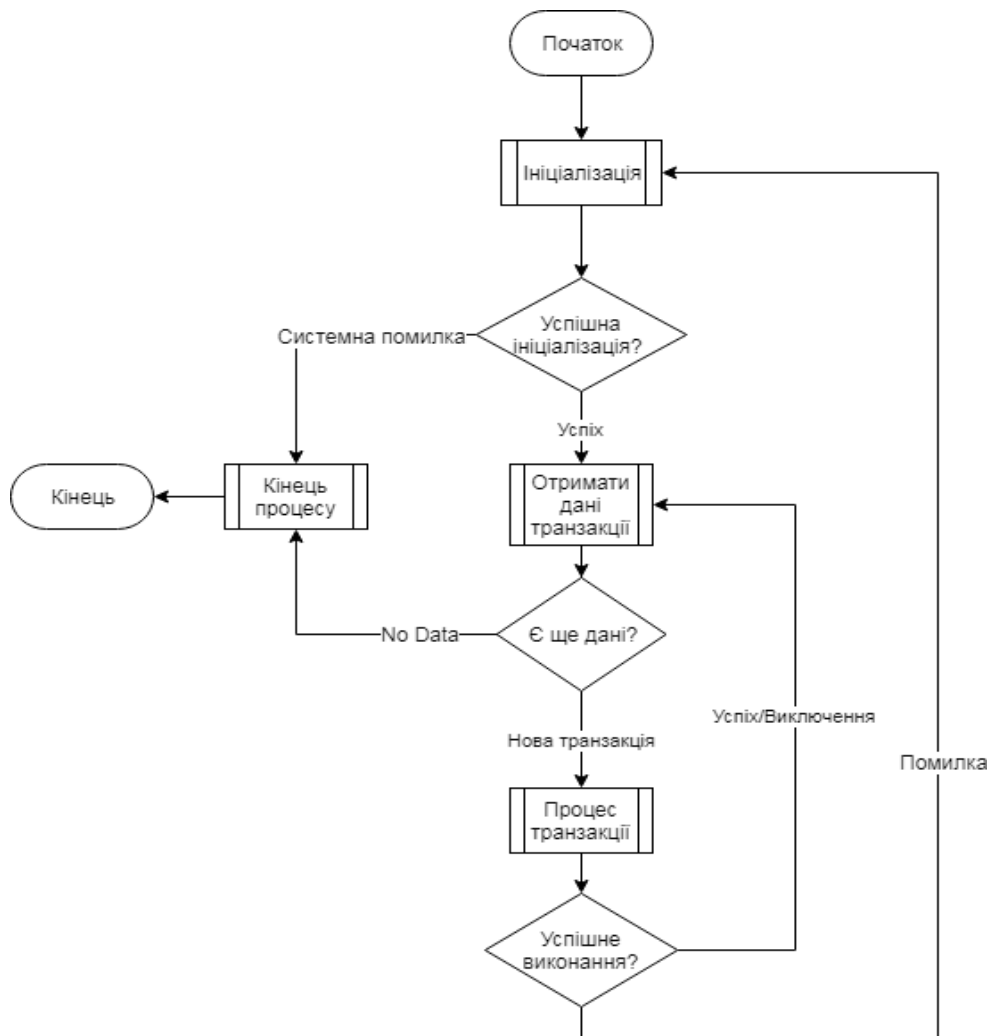 Початок
Ініціалізація
Успішна
ініціалізація?
Системна помилка
Успіх
Кінець
Кінець
процесу
Отримати
дані
транзакції
No Data
Є ще дані?
Успіх/Виключення
Нова транзакція
Помилка
Процес
транзакції
Успішне
виконання?